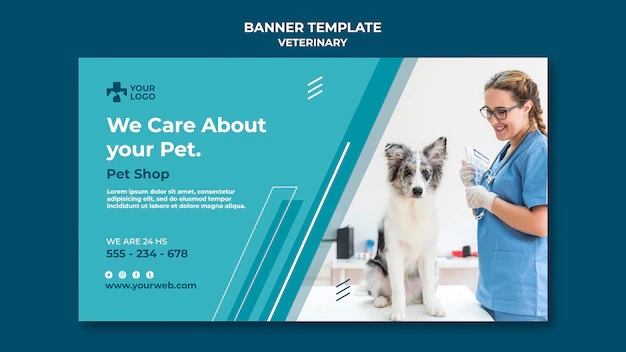 BANNER TEMPLATE
VETERINARY
YOUR
LOGO
We Care About
your Pet.
Pet Shop
Lorem ipsum dolor sit amet, consectetur
adipisicing elit, sed do eiusmod tempor
incididunt ut labore et dolore magna aliqua.
WE ARE 24 HS
555 - 234 - 678
www.yourweb.com